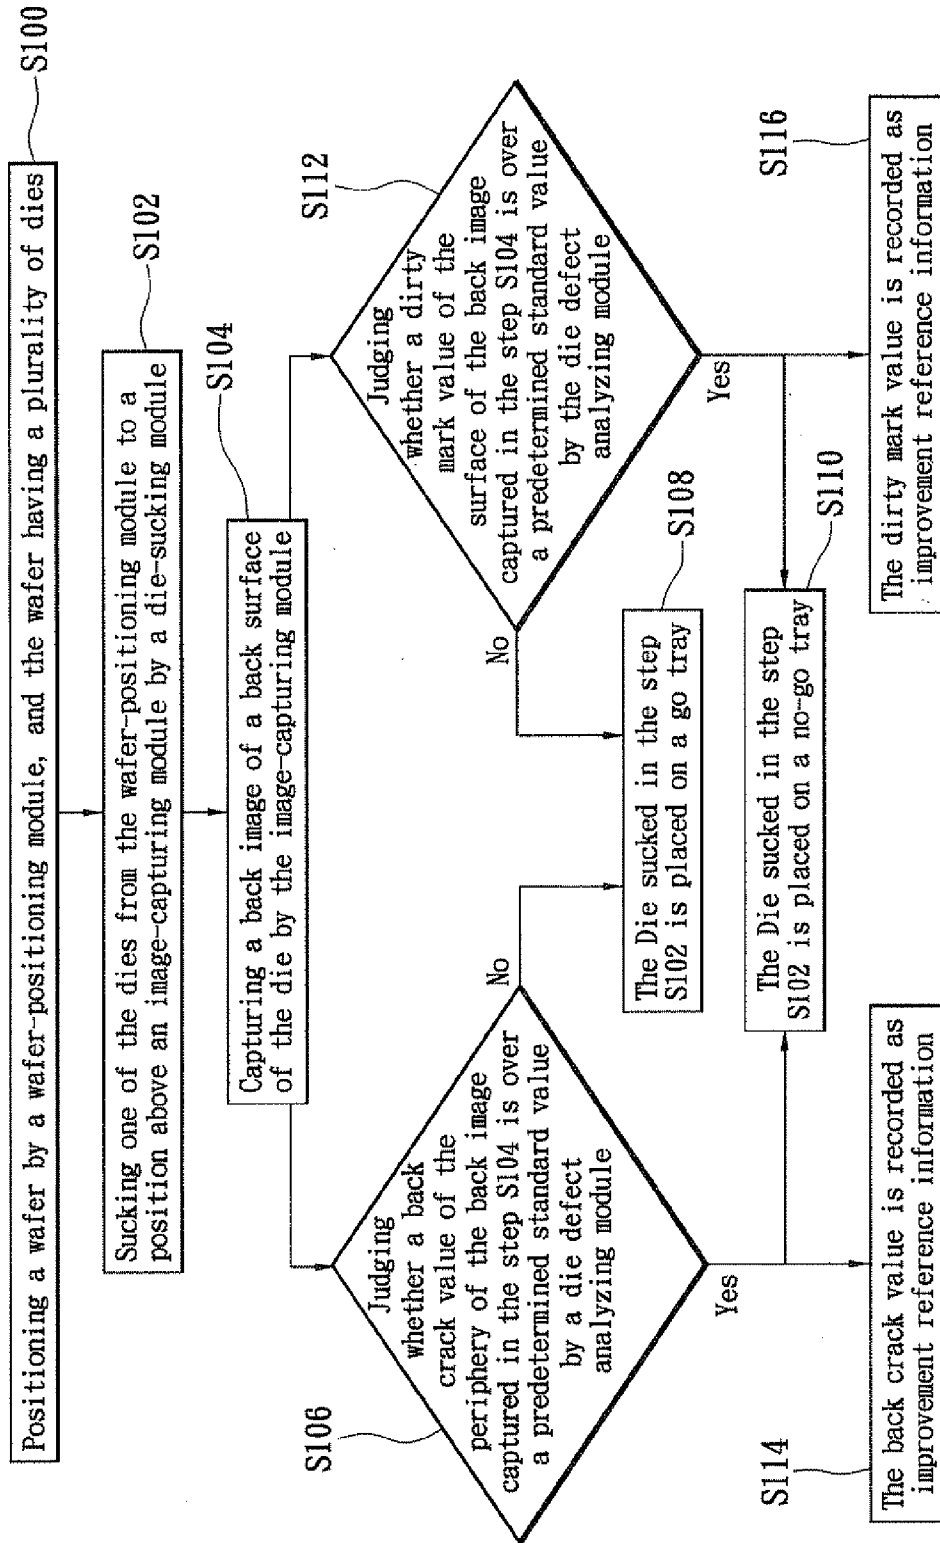 Positioning a wafer by a wafer-positioning module, and the wafer having a plurality of dies
S100
Sucking one of the dies from the wafer-positioning module to a
position above an image-capturing module by a die-sucking module
S102
Capturing a back image of a back surface
of the die by the image-capturing module
S104
Judging
whether a back
crack value of the
periphery of the back image
captured in the step S104 is over
a predetermined standard value
by a die defect
analyzing module
S106
No
Yes
Judging
whether a dirty
mark value of the
surface of the back image
captured in the step S104 is over
a predetermined standard value
by the die defect
analyzing module
S112
No
Yes
The Die sucked in the step
S102 is placed on a go tray
S108
The Die sucked in the step
S102 is placed on a no-go tray
S110
The back crack value is recorded as
improvement reference information
S114
The dirty mark value is recorded as
improvement reference information
S116